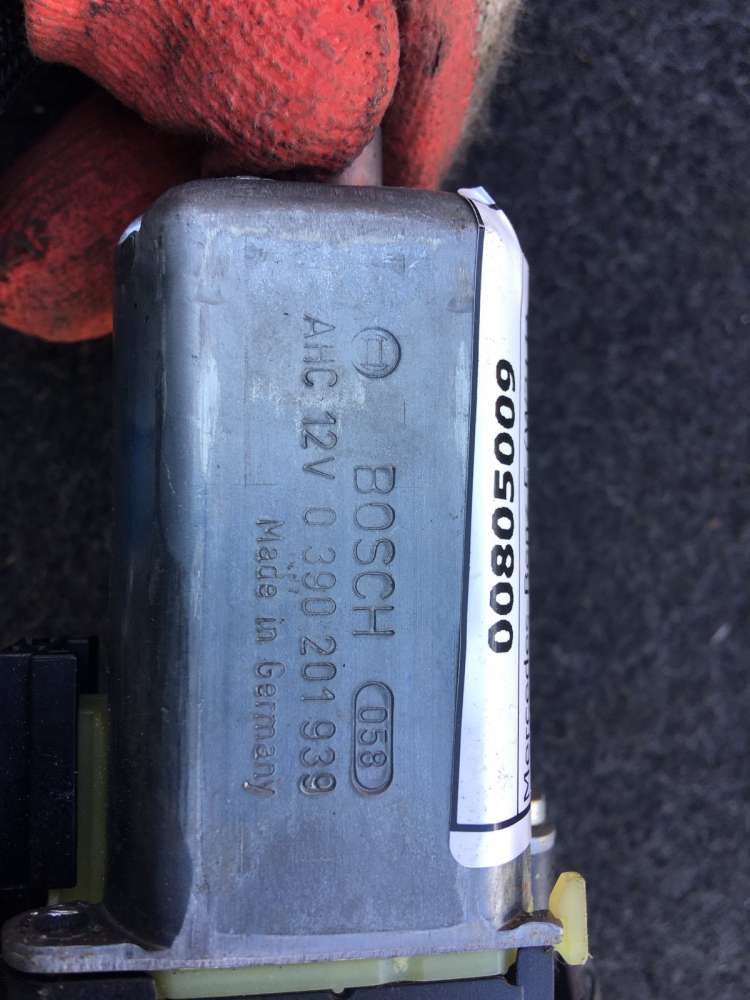 BOSCH 058
AHC 12V 0 390 201 939
Made in Germany
00805009